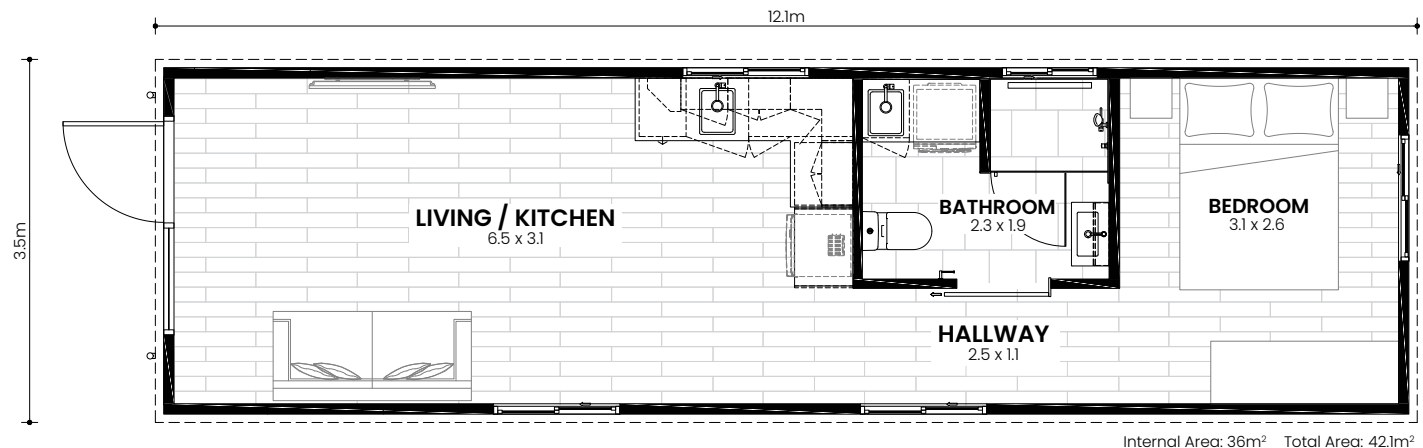 12.1m
3.5m
LIVING / KITCHEN
6.5 x 3.1
BATHROOM
2.3 x 1.9
BEDROOM
3.1 x 2.6
HALLWAY
2.5 x 1.1
Internal Area: 36m² Total Area: 42.1m²